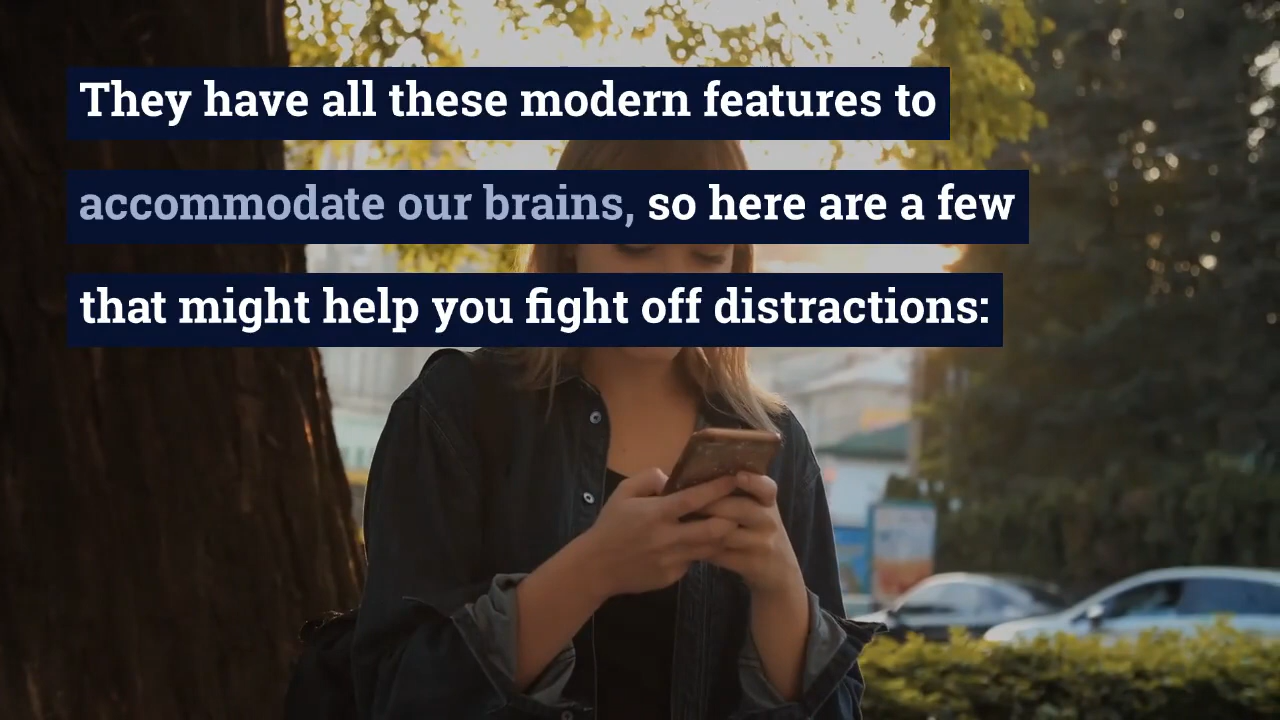 They have all these modern features to
accommodate our brains, so here are a few
that might help you fight off distractions: